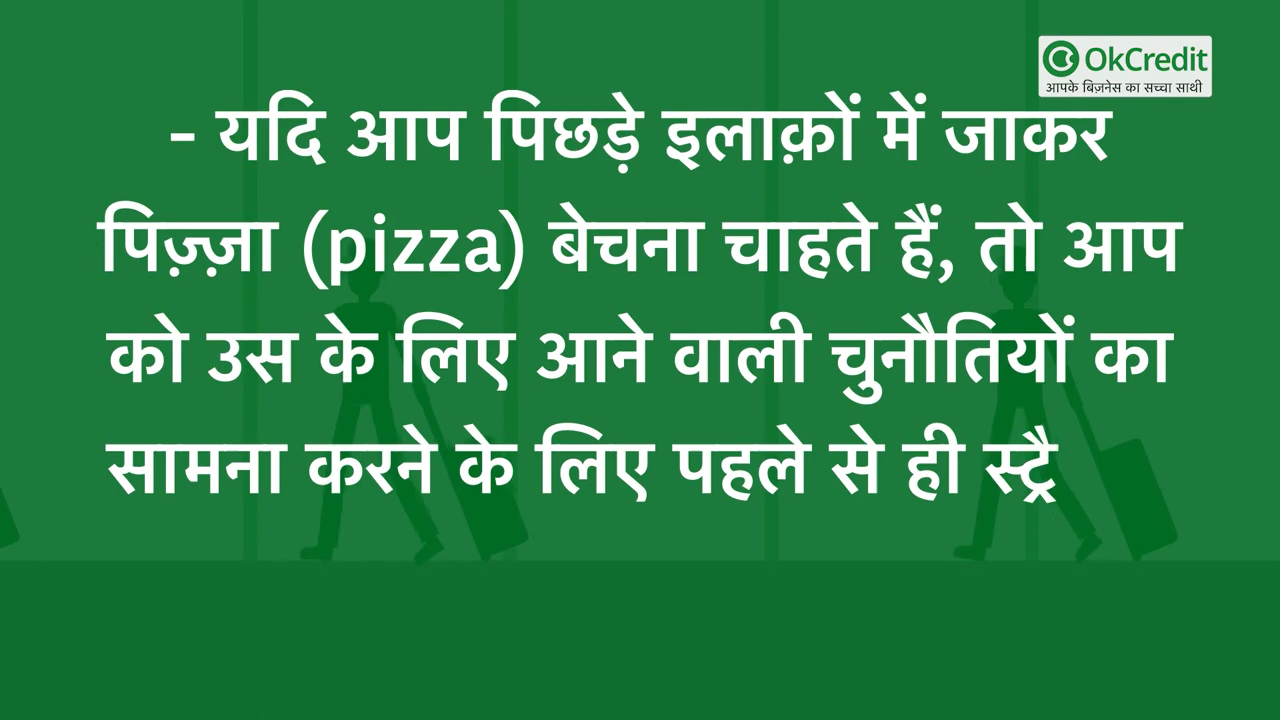 OkCredit
आपके बिज़नेस का सच्चा साथी
- यदि आप पिछड़े इलाक़ों में जाकर
पिज़्ज़ा (pizza) बेचना चाहते हैं, तो आप
को उस के लिए आने वाली चुनौतियों का
सामना करने के लिए पहले से ही स्ट्रै